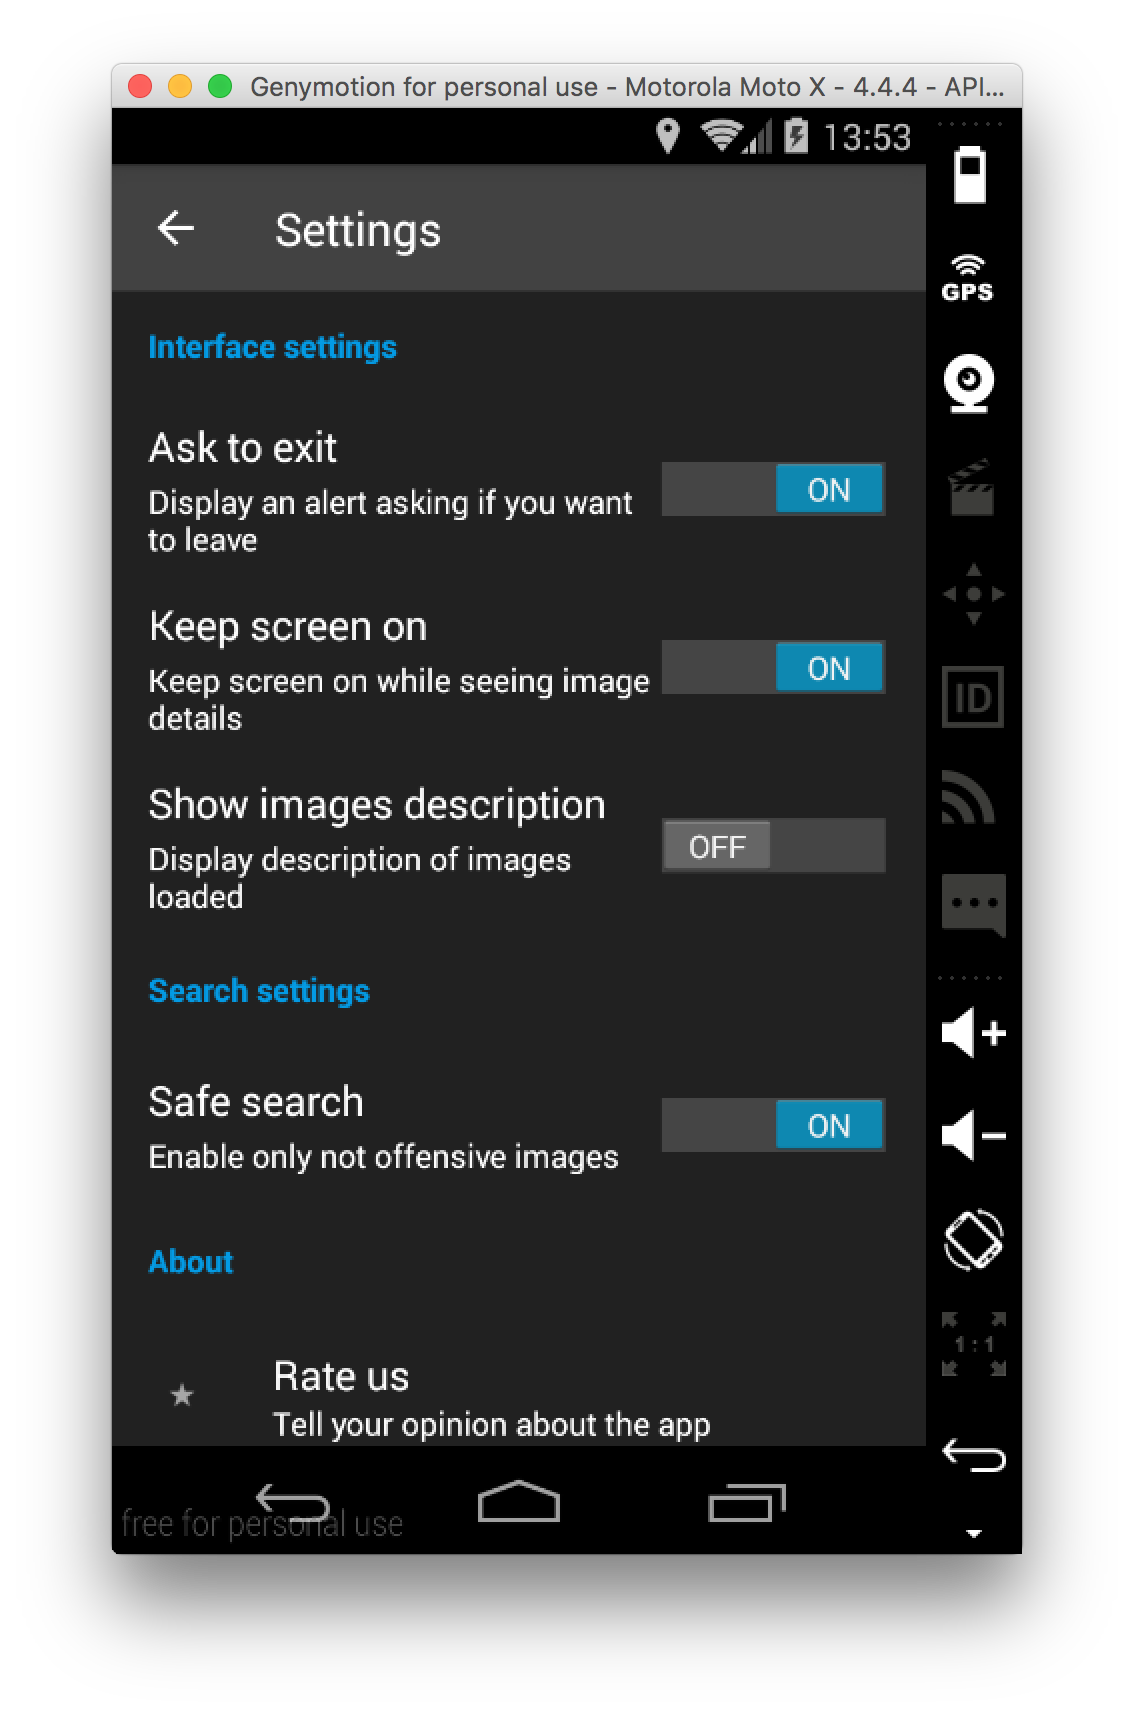 Genymotion for personal use - Motorola Moto X - 4.4.4 - API...
13:53
Settings
GPS
Interface settings
Ask to exit
Display an alert asking if you want
to leave
ON
Keep screen on
Keep screen on while seeing image
details
ON
ID
Show images description
Display description of images
loaded
OFF
Search settings
Safe search
Enable only not offensive images
ON
About
1:1
Rate us
Tell your opinion about the app
free for personal use